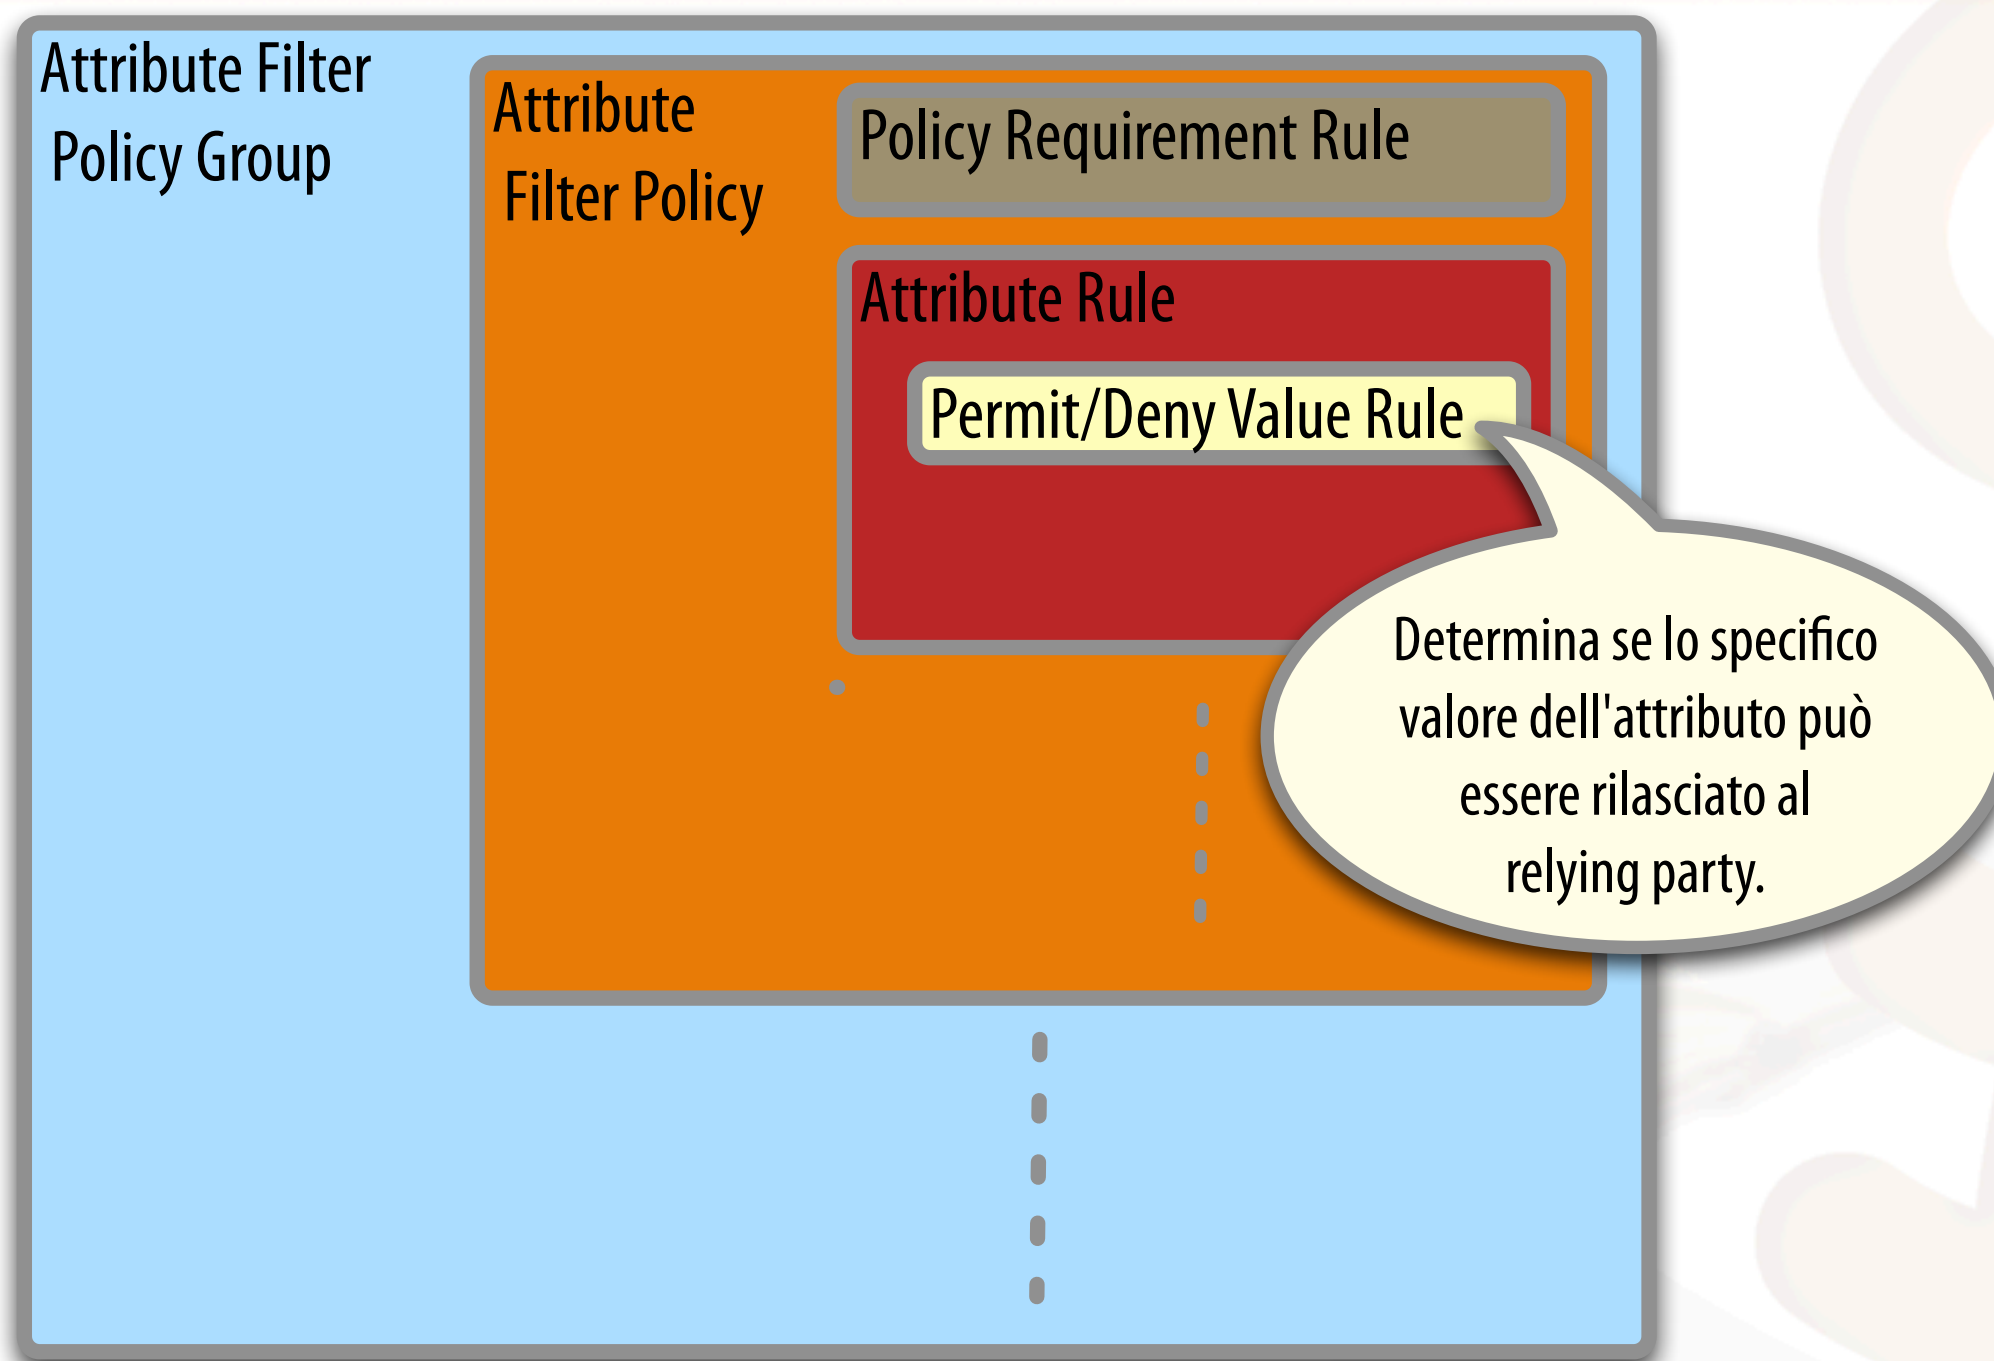 Attribute Filter
Policy Group
Attribute
Filter Policy
Policy Requirement Rule
Attribute Rule
Permit/Deny Value Rule
Determina se lo specifico
valore dell'attributo può
essere rilasciato al
relying party.